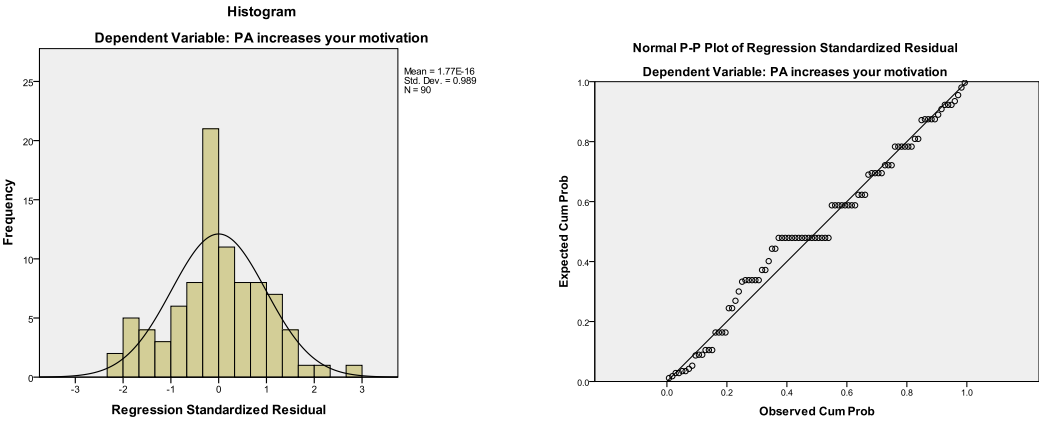 Histogram
Dependent Variable: PA increases your motivation
Mean = 1.77E-16
Std. Dev. = 0.989
N = 90
25
20
15
10
5
0
Frequency
-3 -2 -1 0 1 2 3
Regression Standardized Residual
Normal P-P Plot of Regression Standardized Residual
Dependent Variable: PA increases your motivation
1.0
0.8
0.6
0.4
0.2
0.0
Expected Cum Prob
0.0 0.2 0.4 0.6 0.8 1.0
Observed Cum Prob